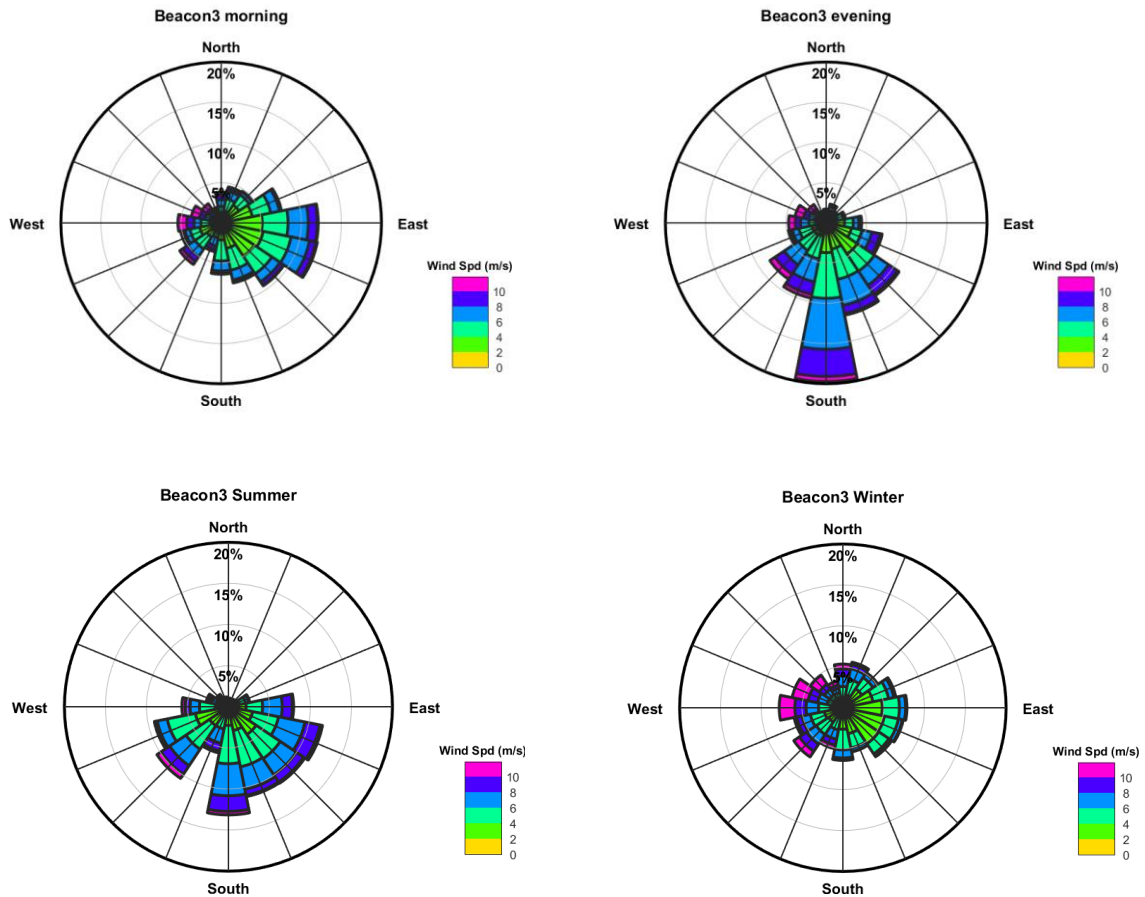 Beacon3 morning
North
20%
15%
10%
5%
West
East
South
Wind Spd (m/s)
10
8
6
4
2
0
Beacon3 evening
North
20%
15%
10%
5%
West
East
South
Wind Spd (m/s)
10
8
6
4
2
0
Beacon3 Summer
North
20%
15%
10%
5%
West
East
South
Wind Spd (m/s)
10
8
6
4
2
0
Beacon3 Winter
North
20%
15%
10%
5%
West
East
South
Wind Spd (m/s)
10
8
6
4
2
0